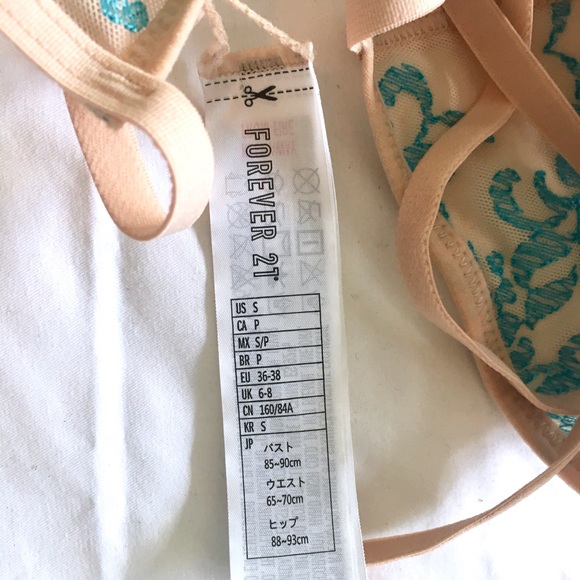 FOREVER 21
US S
CA P
MX S/P
BR P
EU 36-38
UK 6-8
CN 160/84A
KR S
JP
バスト
85~90cm
ウエスト
65~70cm
ヒップ
88~93cm